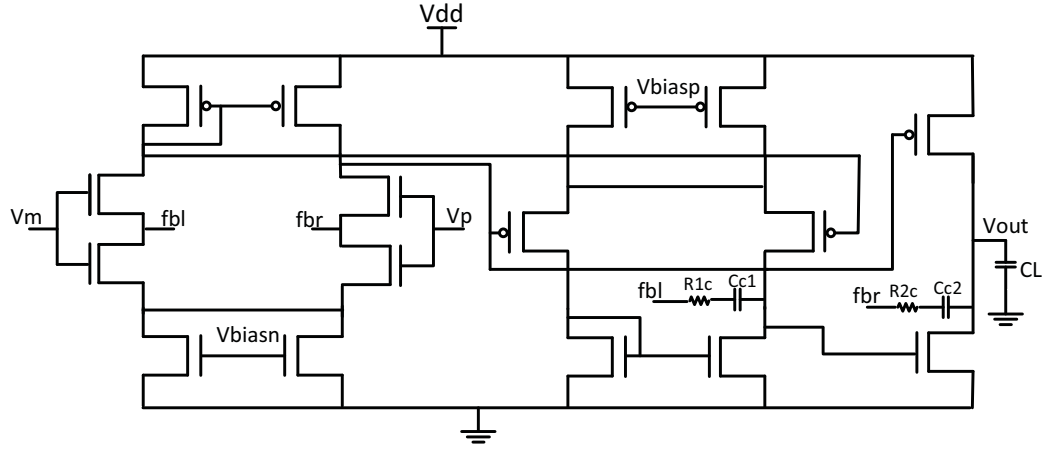 Vdd
Vbiasp
Vm
fbl
fbr
Vp
Vout
CL
fbl
R1c
Cc1
fbr
R2c
Cc2
Vbiasn